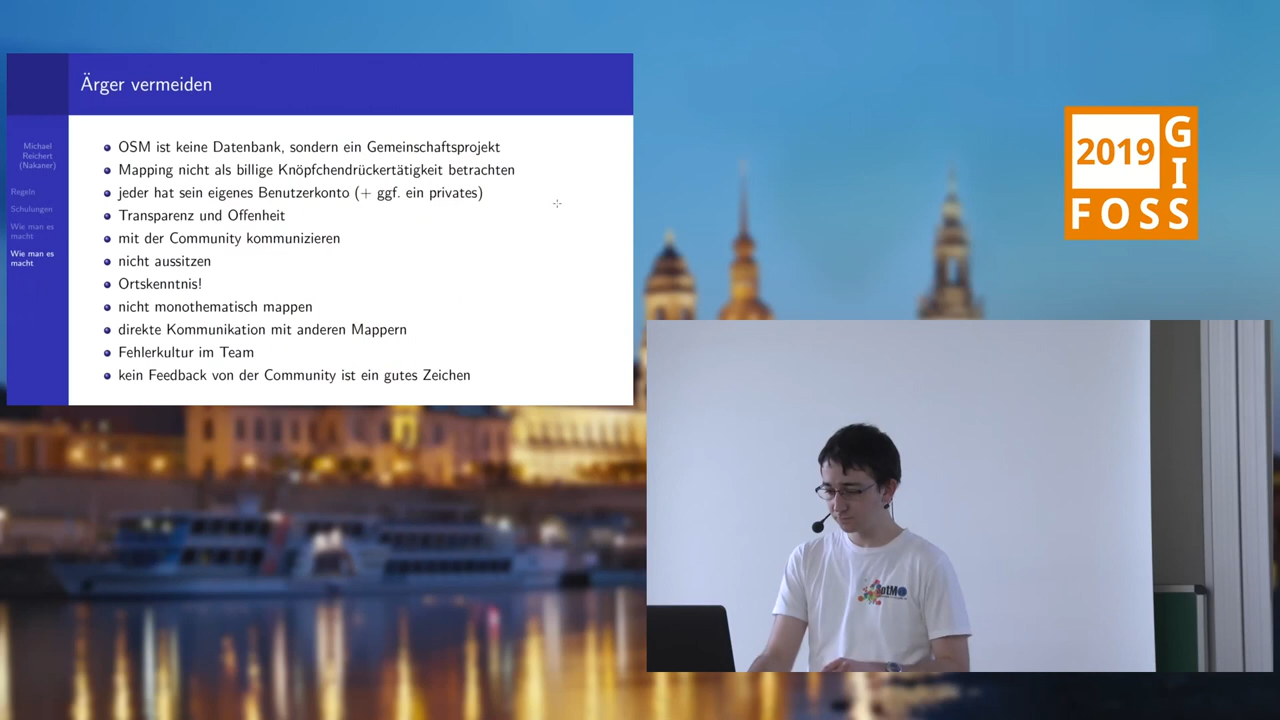 Ärger vermeiden
Michael
Reichert
(Nakaner)
Regeln
Schulungen
Wie man es
macht
Wie man es
macht
OSM ist keine Datenbank, sondern ein Gemeinschaftsprojekt
Mapping nicht als billige Knöpfchendrückertätigkeit betrachten
jeder hat sein eigenes Benutzerkonto (+ ggf. ein privates)
Transparenz und Offenheit
mit der Community kommunizieren
nicht aussitzen
Ortskenntnis!
nicht monothematisch mappen
direkte Kommunikation mit anderen Mappern
Fehlerkultur im Team
kein Feedback von der Community ist ein gutes Zeichen
2019
GI
FOSS